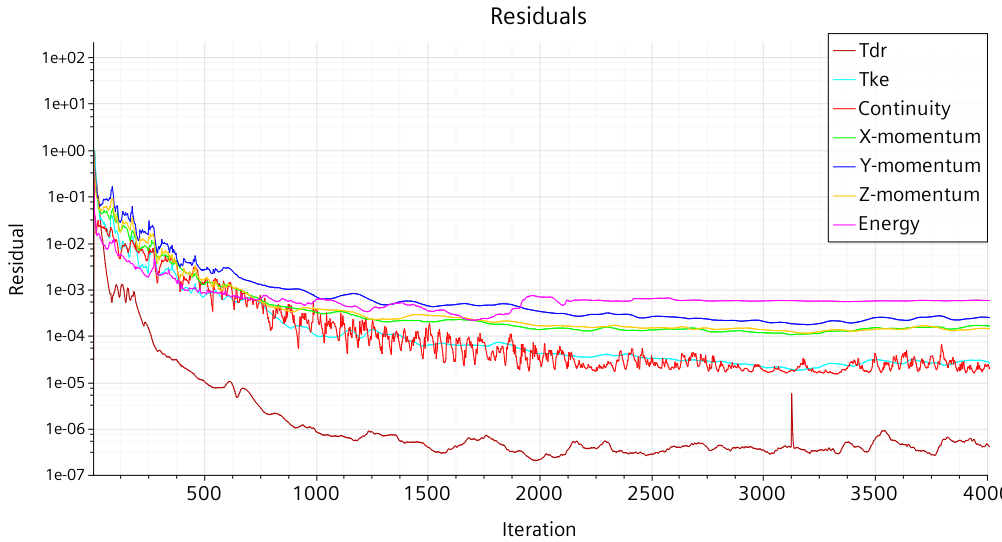 Residuals
Residual
1e+02
1e+01
1e+00
1e-01
1e-02
1e-03
1e-04
1e-05
1e-06
1e-07
Tdr
Tke
Continuity
X-momentum
Y-momentum
Z-momentum
Energy
500 1000 1500 2000 2500 3000 3500 4000
Iteration